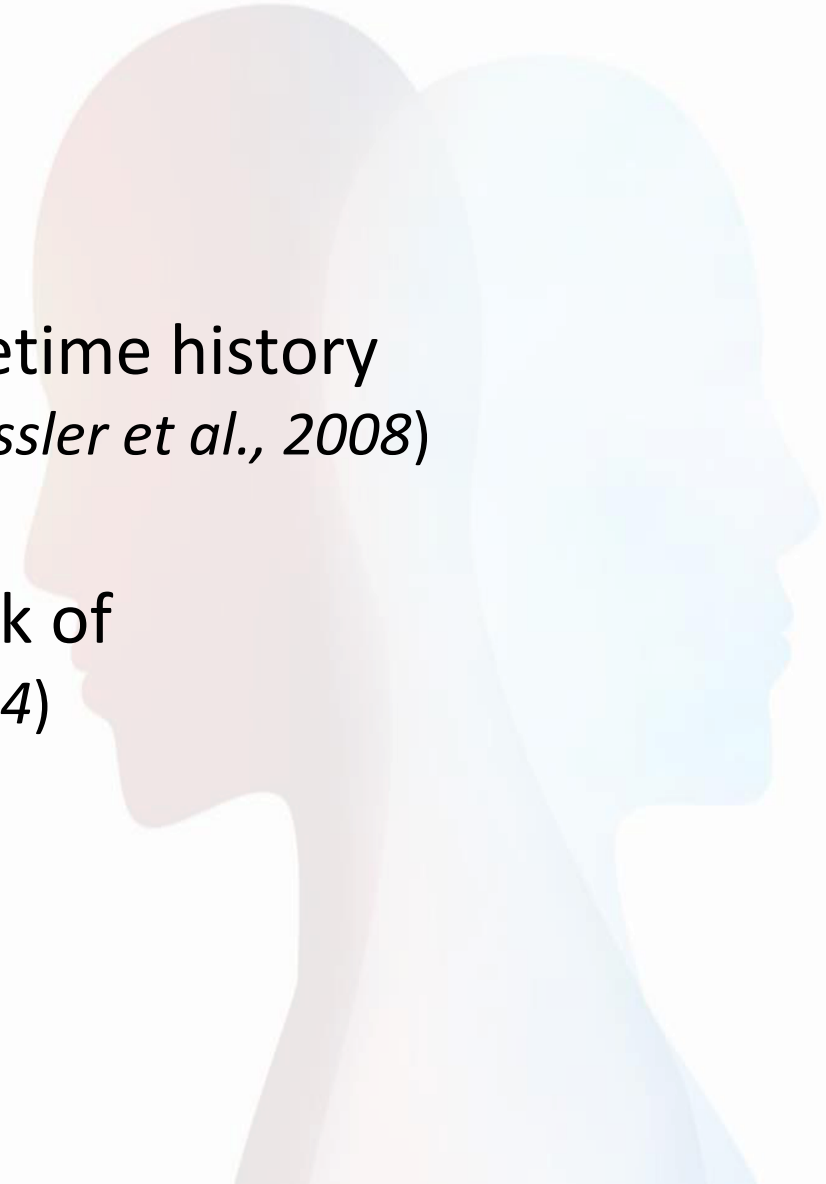 etime history
ssler et al., 2008)
k of
4)